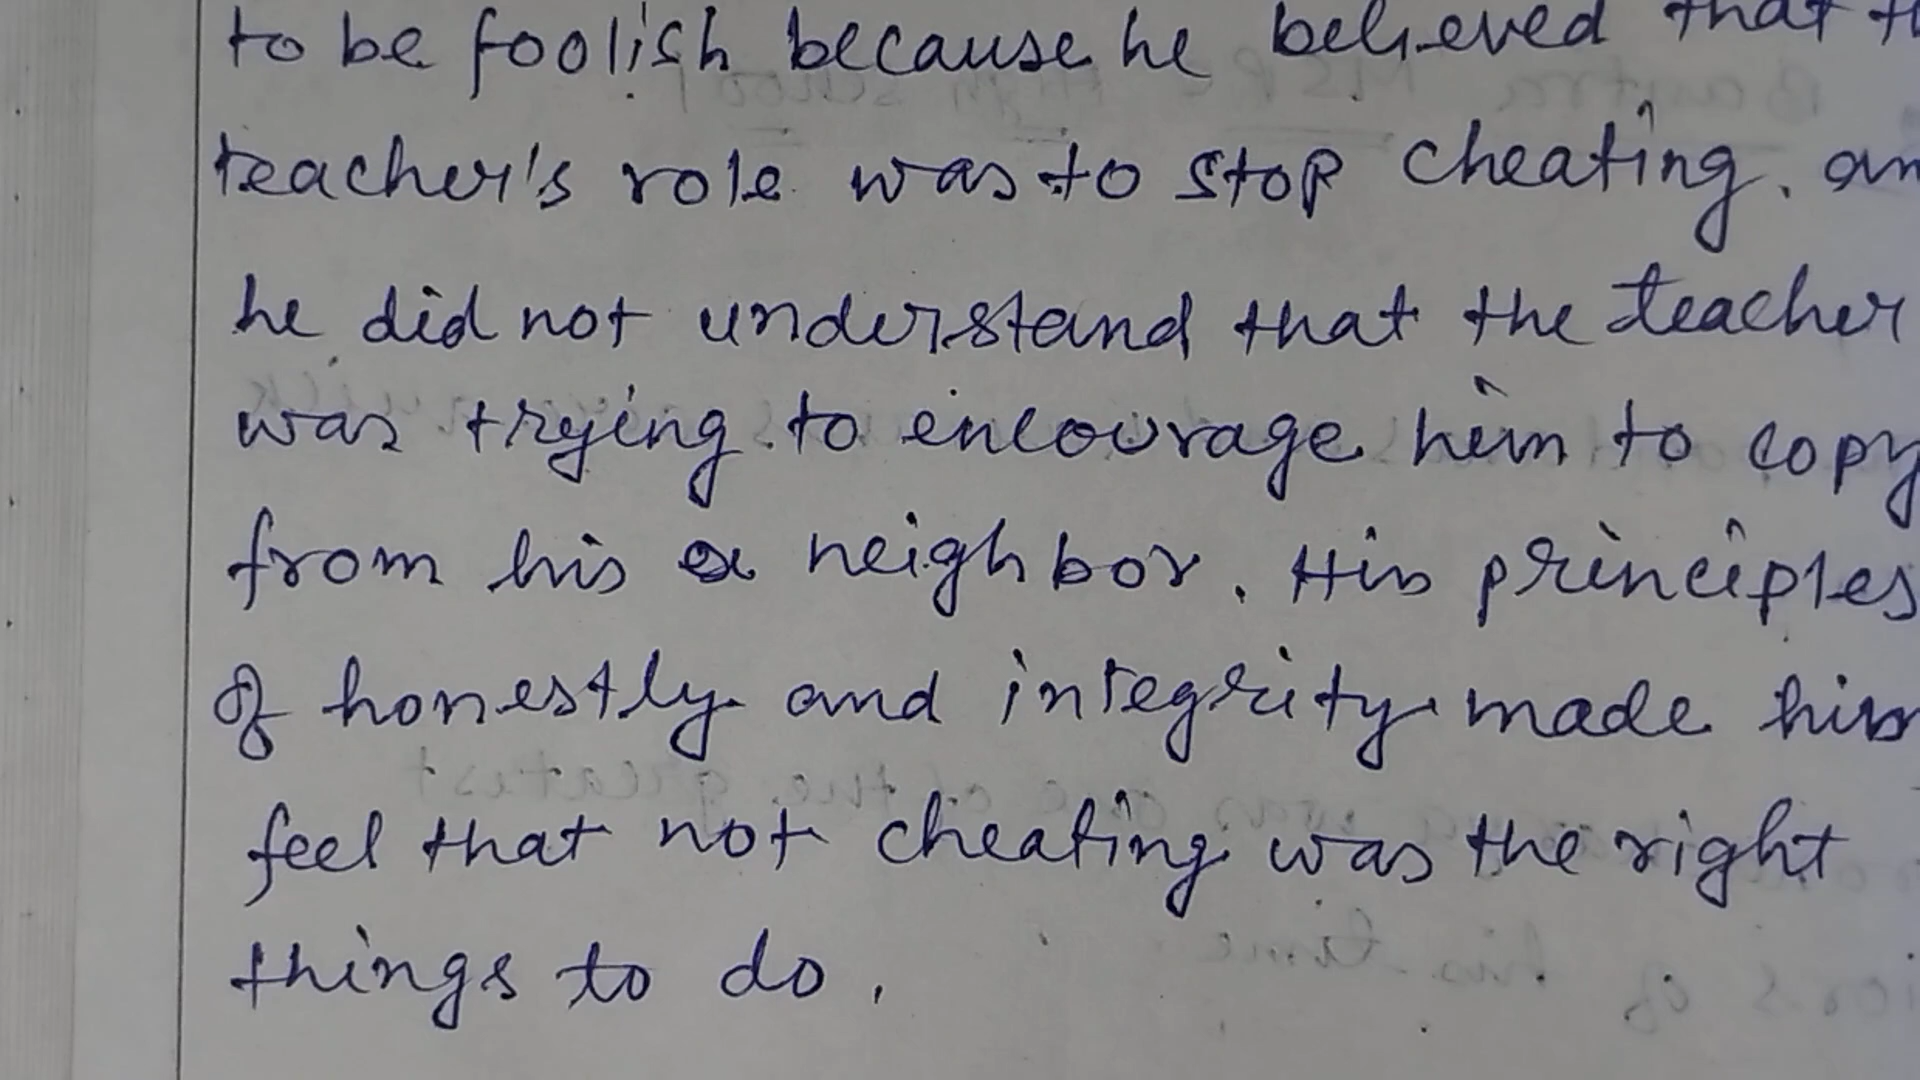 to be foolish because he believed that
teacher's role was to stop cheating. an
he did not understand that the teacher
was trying to encourage him to copy
from his neighbor. His principles
of honestly and integrity made him
feel that not cheating was the right
things to do.